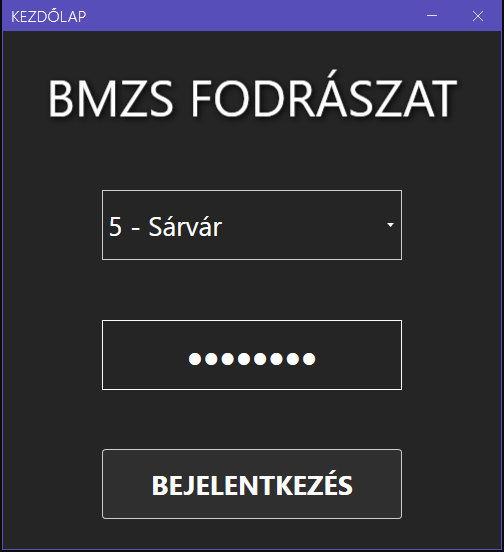 KEZDŐLAP
BMZS FODRÁSZAT
5 - Sárvár
●●●●●●●●
BEJELENTKEZÉS